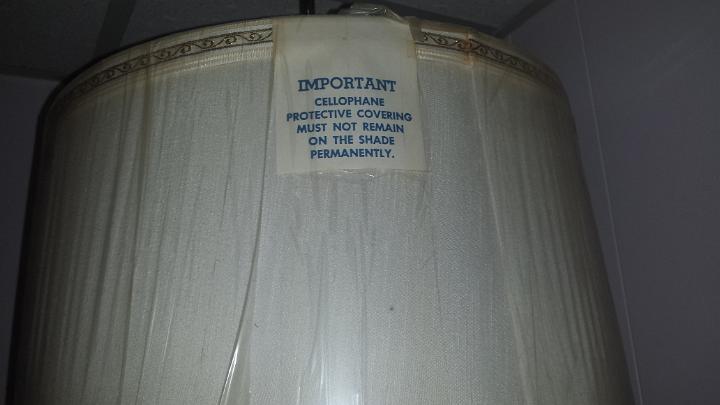 IMPORTANT
CELLOPHANE
PROTECTIVE COVERING
MUST NOT REMAIN
ON THE SHADE
PERMANENTLY.